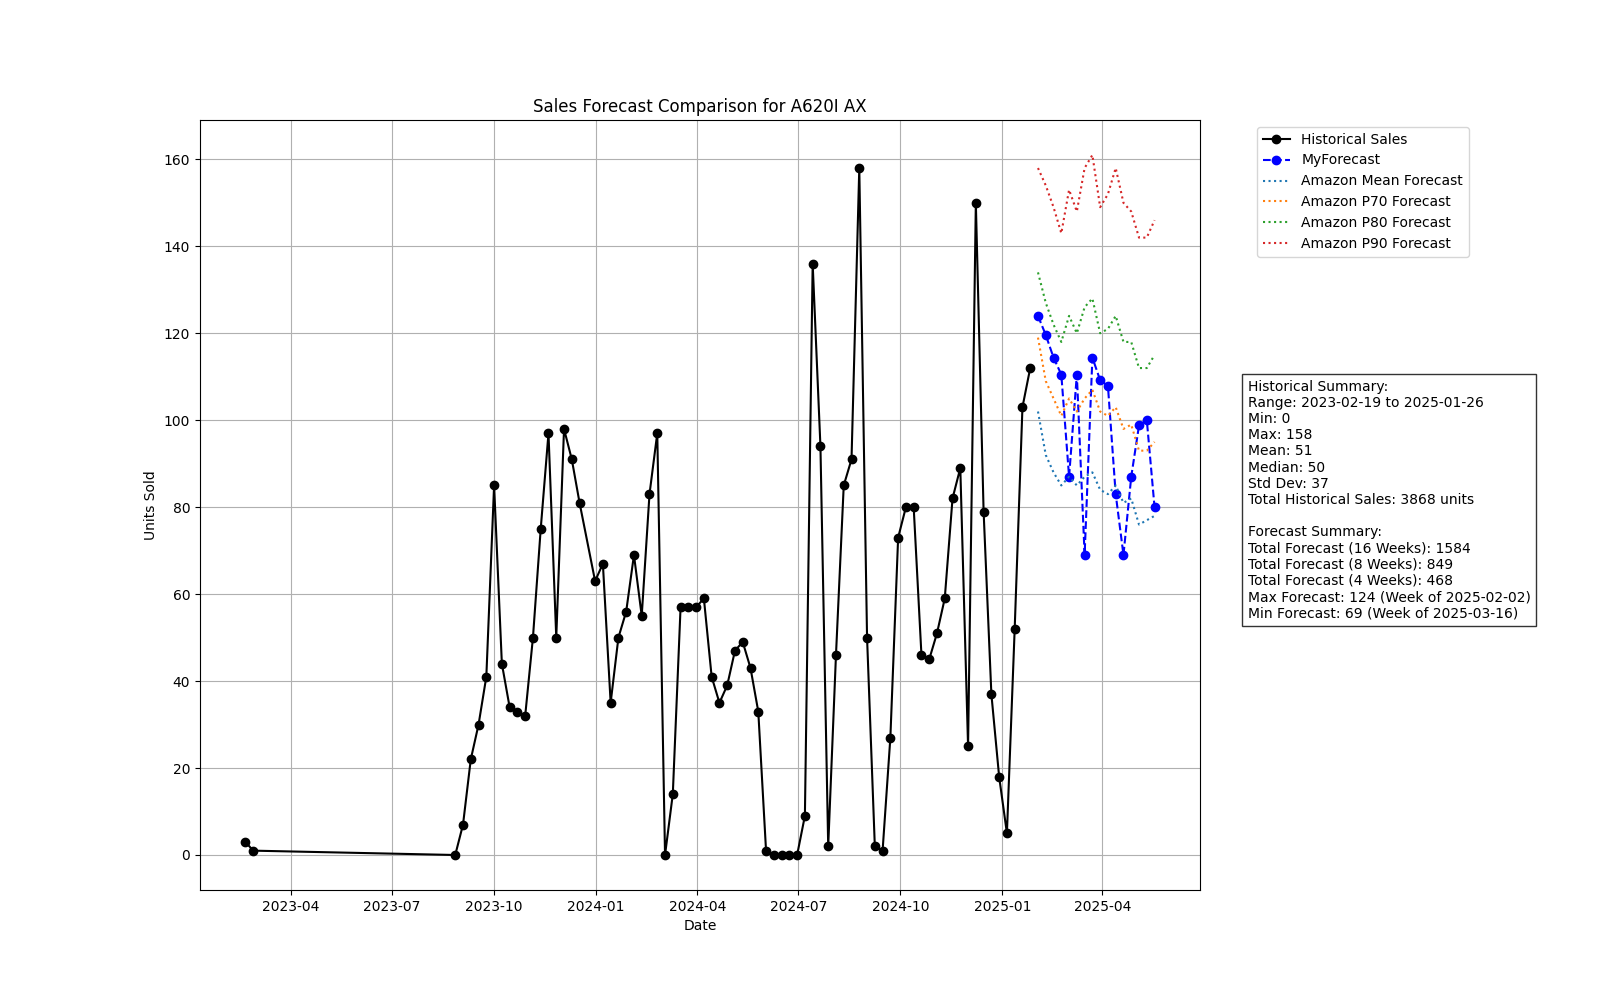 Sales Forecast Comparison for A620I AX
Units Sold
160
140
120
100
80
60
40
20
0
2023-04
2023-07
2023-10
2024-01
2024-04
2024-07
2024-10
2025-01
2025-04
Date
Historical Sales
MyForecast
Amazon Mean Forecast
Amazon P70 Forecast
Amazon P80 Forecast
Amazon P90 Forecast
Historical Summary:
Range: 2023-02-19 to 2025-01-26
Min: 0
Max: 158
Mean: 51
Median: 50
Std Dev: 37
Total Historical Sales: 3868 units
Forecast Summary:
Total Forecast (16 Weeks): 1584
Total Forecast (8 Weeks): 849
Total Forecast (4 Weeks): 468
Max Forecast: 124 (Week of 2025-02-02)
Min Forecast: 69 (Week of 2025-03-16)